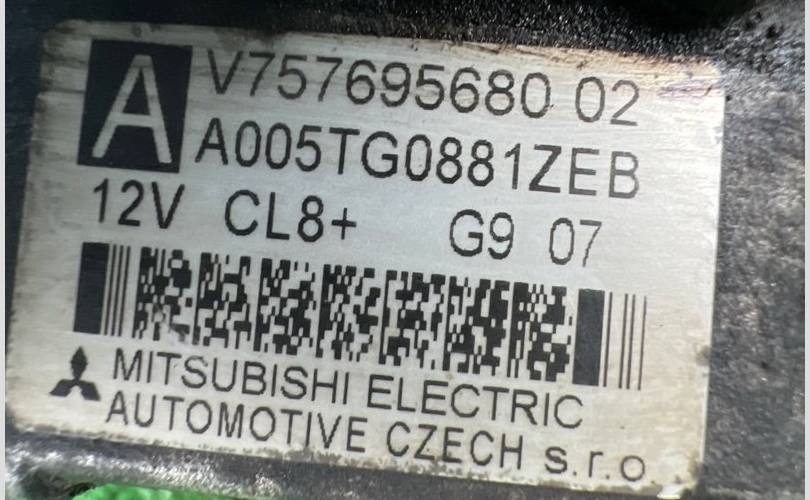 A V757695680 02
A005TG0881ZEB
12V CL8+ G9 07
MITSUBISHI ELECTRIC
AUTOMOTIVE CZECH s.r.o.